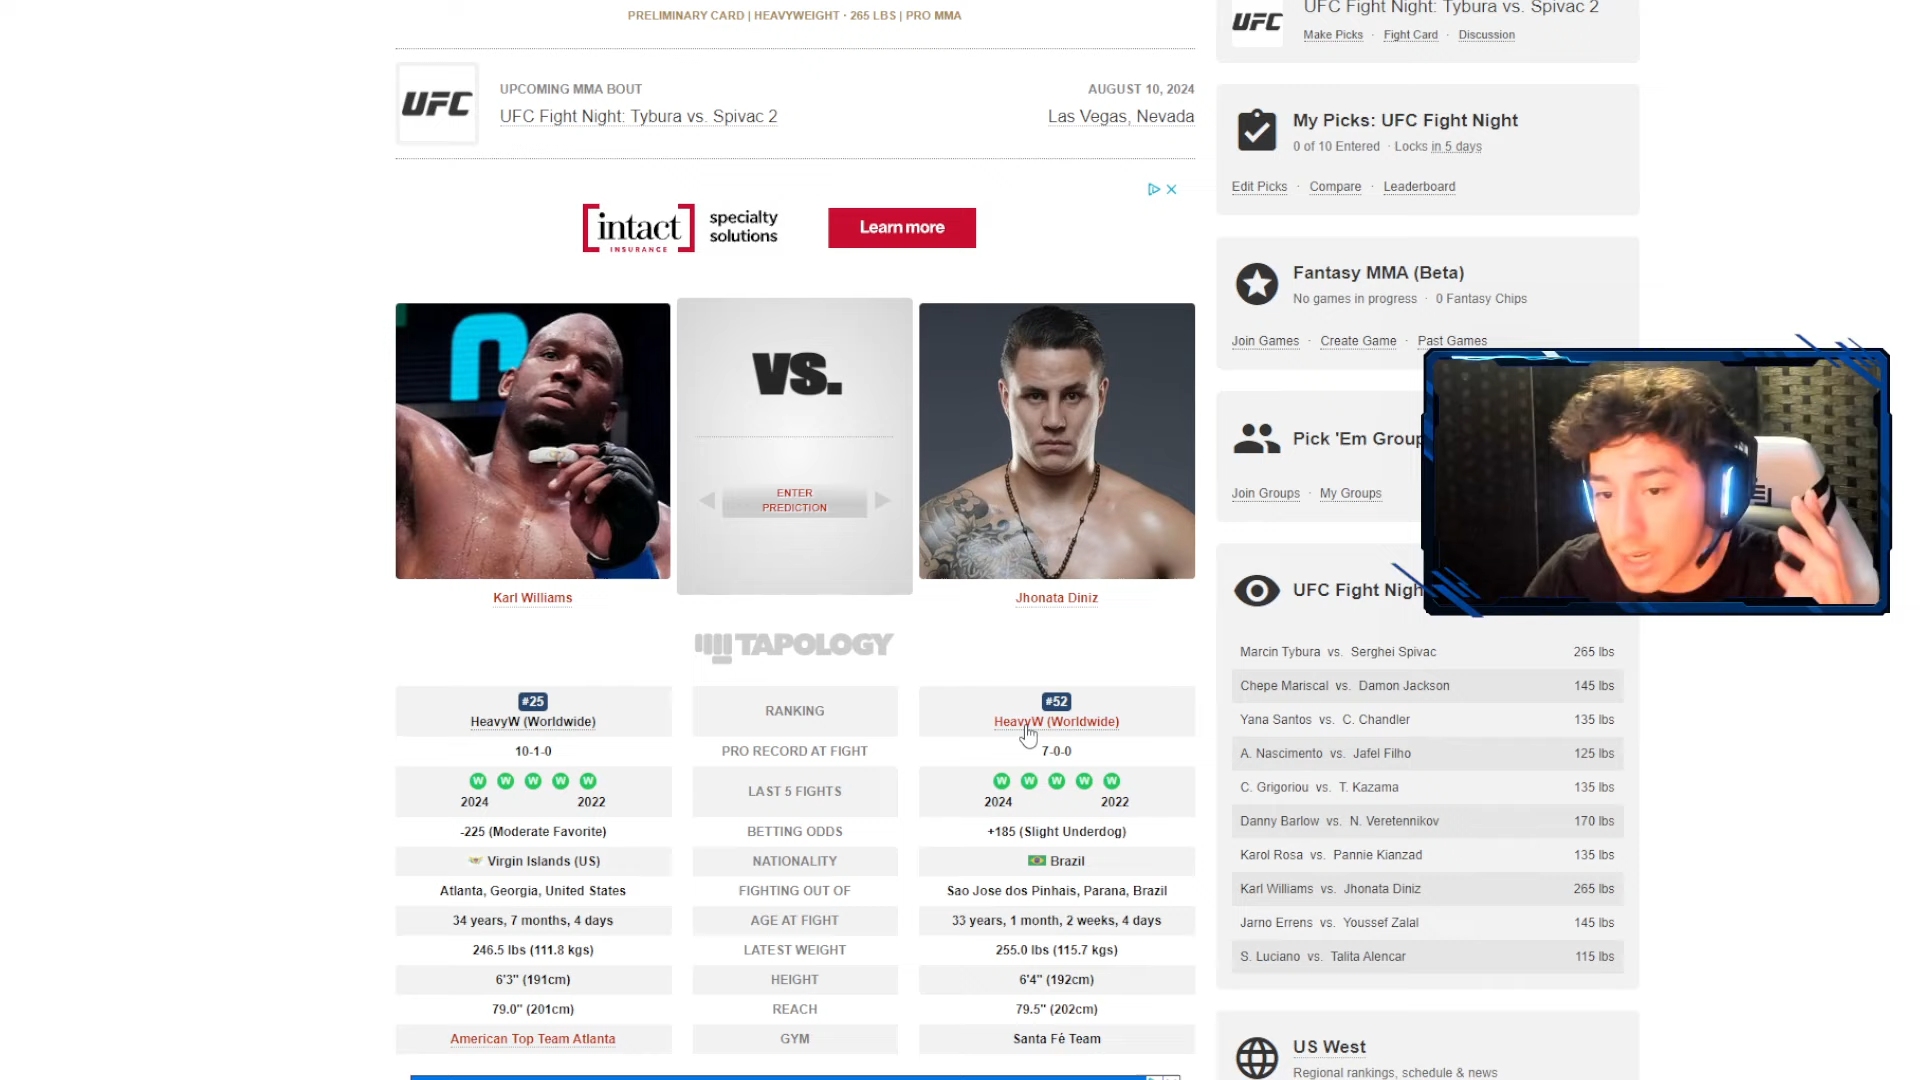 PRELIMINARY CARD | HEAVYWEIGHT · 265 LBS | PRO MMA
UFC
UPCOMING MMA BOUT
UFC Fight Night: Tybura vs. Spivac 2
AUGUST 10, 2024
Las Vegas, Nevada
intact
INSURANCE
specialty
solutions
Learn more
VS.
ENTER
PREDICTION
Karl Williams
Jhonata Diniz
TAPOLOGY
#25
HeavyW (Worldwide)
RANKING
#52
HeavyW (Worldwide)
10-1-0
PRO RECORD AT FIGHT
7-0-0
W W W W W
2024 2022
LAST 5 FIGHTS
W W W W W
2024 2022
-225 (Moderate Favorite)
BETTING ODDS
+185 (Slight Underdog)
Virgin Islands (US)
NATIONALITY
Brazil
Atlanta, Georgia, United States
FIGHTING OUT OF
Sao Jose dos Pinhais, Parana, Brazil
34 years, 7 months, 4 days
AGE AT FIGHT
33 years, 1 month, 2 weeks, 4 days
246.5 lbs (111.8 kgs)
LATEST WEIGHT
255.0 lbs (115.7 kgs)
6'3" (191cm)
HEIGHT
6'4" (192cm)
79.0" (201cm)
REACH
79.5" (202cm)
American Top Team Atlanta
GYM
Santa Fé Team
UFC
UFC Fight Night: Tybura vs. Spivac 2
Make Picks · Fight Card · Discussion
My Picks: UFC Fight Night
0 of 10 Entered · Locks in 5 days
Edit Picks · Compare · Leaderboard
Fantasy MMA (Beta)
No games in progress · 0 Fantasy Chips
Join Games · Create Game · Past Games
Pick 'Em Group
Join Groups · My Groups
UFC Fight Nigh
Marcin Tybura vs. Serghei Spivac 265 lbs
Chepe Mariscal vs. Damon Jackson 145 lbs
Yana Santos vs. C. Chandler 135 lbs
A. Nascimento vs. Jafel Filho 125 lbs
C. Grigoriou vs. T. Kazama 135 lbs
Danny Barlow vs. N. Veretennikov 170 lbs
Karol Rosa vs. Pannie Kianzad 135 lbs
Karl Williams vs. Jhonata Diniz 265 lbs
Jarno Errens vs. Youssef Zalal 145 lbs
S. Luciano vs. Talita Alencar 115 lbs
US West
Regional rankings, schedule & news